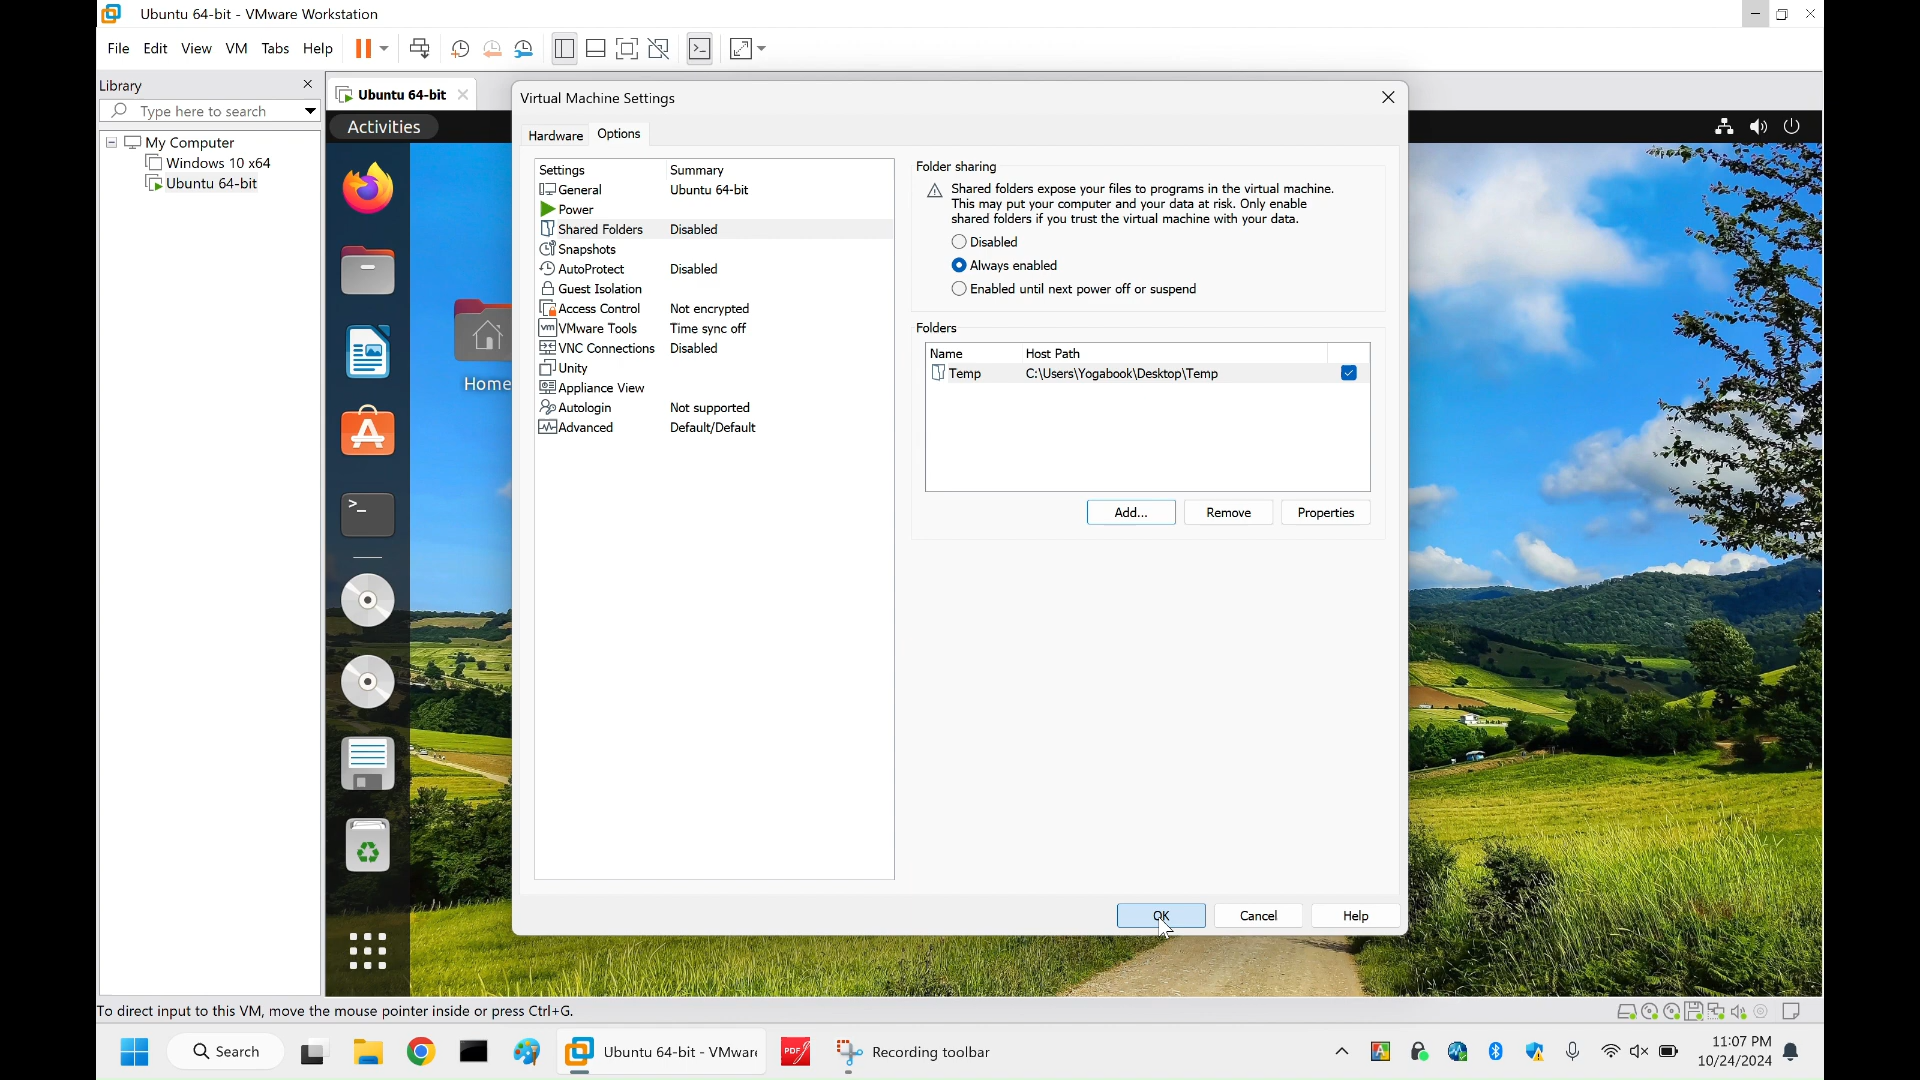 Ubuntu 64-bit - VMware Workstation
File Edit View VM Tabs Help
Library
Type here to search
My Computer
Windows 10 x64
Ubuntu 64-bit
Ubuntu 64-bit
Activities
Home
Virtual Machine Settings
Hardware Options
Settings Summary
General Ubuntu 64-bit
Power
Shared Folders Disabled
Snapshots
AutoProtect Disabled
Guest Isolation
Access Control Not encrypted
VMware Tools Time sync off
VNC Connections Disabled
Unity
Appliance View
Autologin Not supported
Advanced Default/Default
Folder sharing
Shared folders expose your files to programs in the virtual machine.
This may put your computer and your data at risk. Only enable
shared folders if you trust the virtual machine with your data.
Disabled
Always enabled
Enabled until next power off or suspend
Folders
Name Host Path
Temp C:\Users\Yogabook\Desktop\Temp
Add... Remove Properties
OK Cancel Help
To direct input to this VM, move the mouse pointer inside or press Ctrl+G.
Search
Ubuntu 64-bit - VMware
PDF
Recording toolbar
11:07 PM
10/24/2024